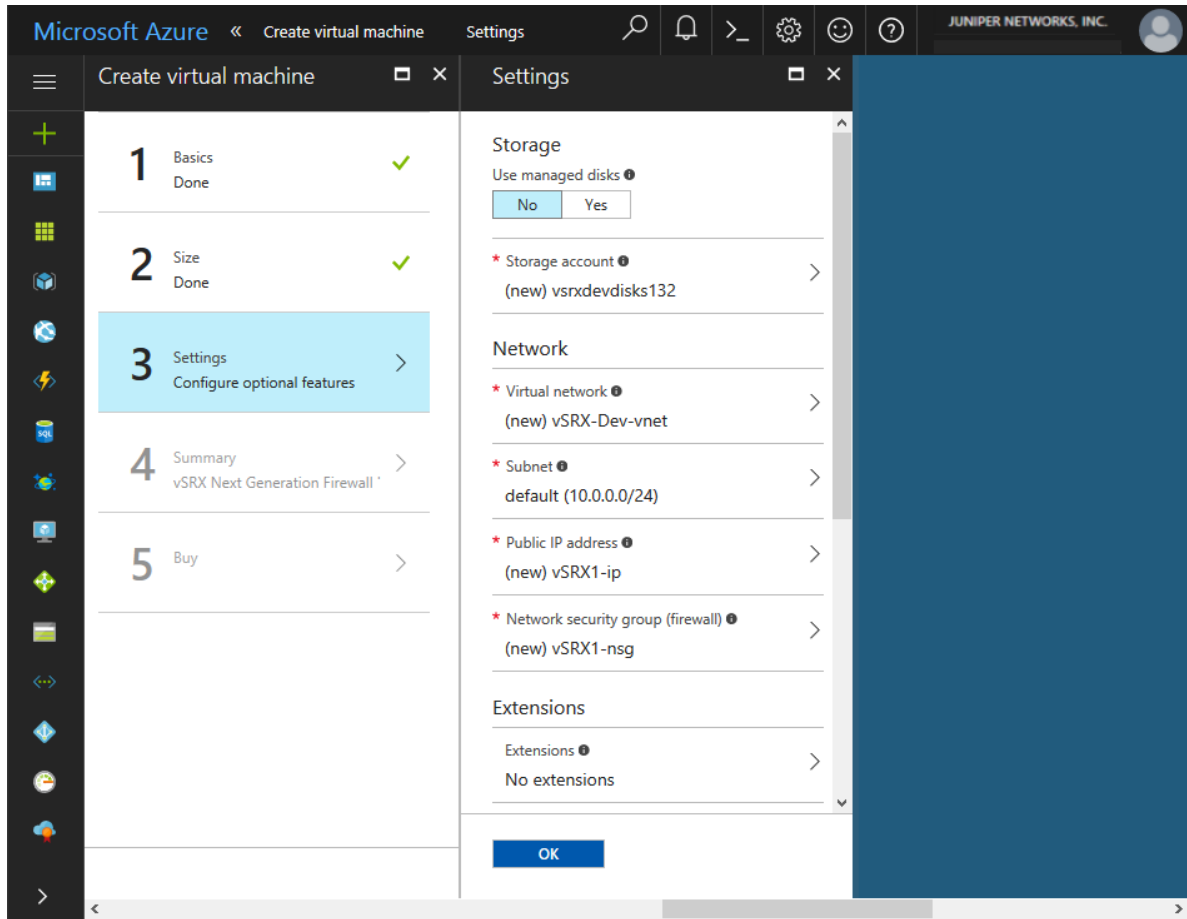 Microsoft Azure « Create virtual machine Settings >_ ? JUNIPER NETWORKS, INC.
Create virtual machine
Settings
1 Basics
Done
2 Size
Done
3 Settings
Configure optional features
4 Summary
vSRX Next Generation Firewall
5 Buy
SQL
Storage
Use managed disks
No Yes
* Storage account
(new) vsrxdevdisks132
Network
* Virtual network
(new) vSRX-Dev-vnet
* Subnet
default (10.0.0.0/24)
* Public IP address
(new) vSRX1-ip
* Network security group (firewall)
(new) vSRX1-nsg
Extensions
Extensions
No extensions
OK